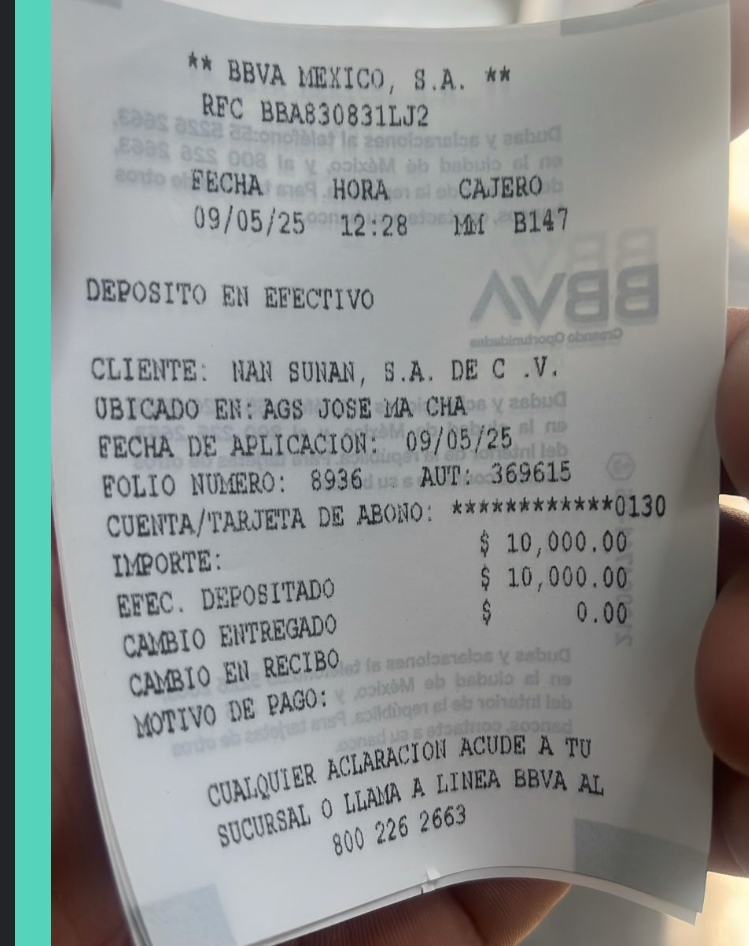 ** BBVA MEXICO, S.A. **
RFC BBA830831LJ2
FECHA HORA CAJERO
09/05/25 12:28 MM B147
DEPOSITO EN EFECTIVO
CLIENTE: NAN SUNAN, S.A. DE C .V.
UBICADO EN: AGS JOSE MA CHA
FECHA DE APLICACION: 09/05/25
FOLIO NUMERO: 8936 AUT: 369615
CUENTA/TARJETA DE ABONO: ************0130
IMPORTE: $ 10,000.00
EFEC. DEPOSITADO $ 10,000.00
CAMBIO ENTREGADO $ 0.00
CAMBIO EN RECIBO
MOTIVO DE PAGO:
CUALQUIER ACLARACION ACUDE A TU
SUCURSAL O LLAMA A LINEA BBVA AL
800 226 2663
BBVA
Creando Oportunidades